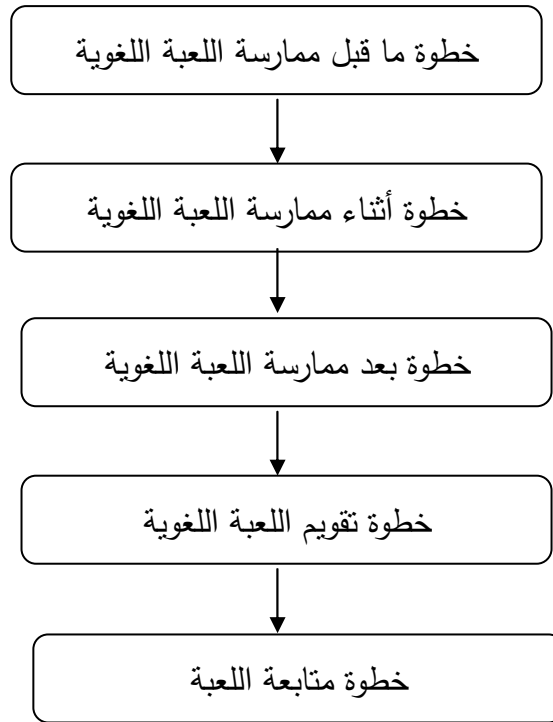 خطوة ما قبل ممارسة اللعبة اللغوية
خطوة أثناء ممارسة اللعبة اللغوية
خطوة بعد ممارسة اللعبة اللغوية
خطوة تقويم اللعبة اللغوية
خطوة متابعة اللعبة